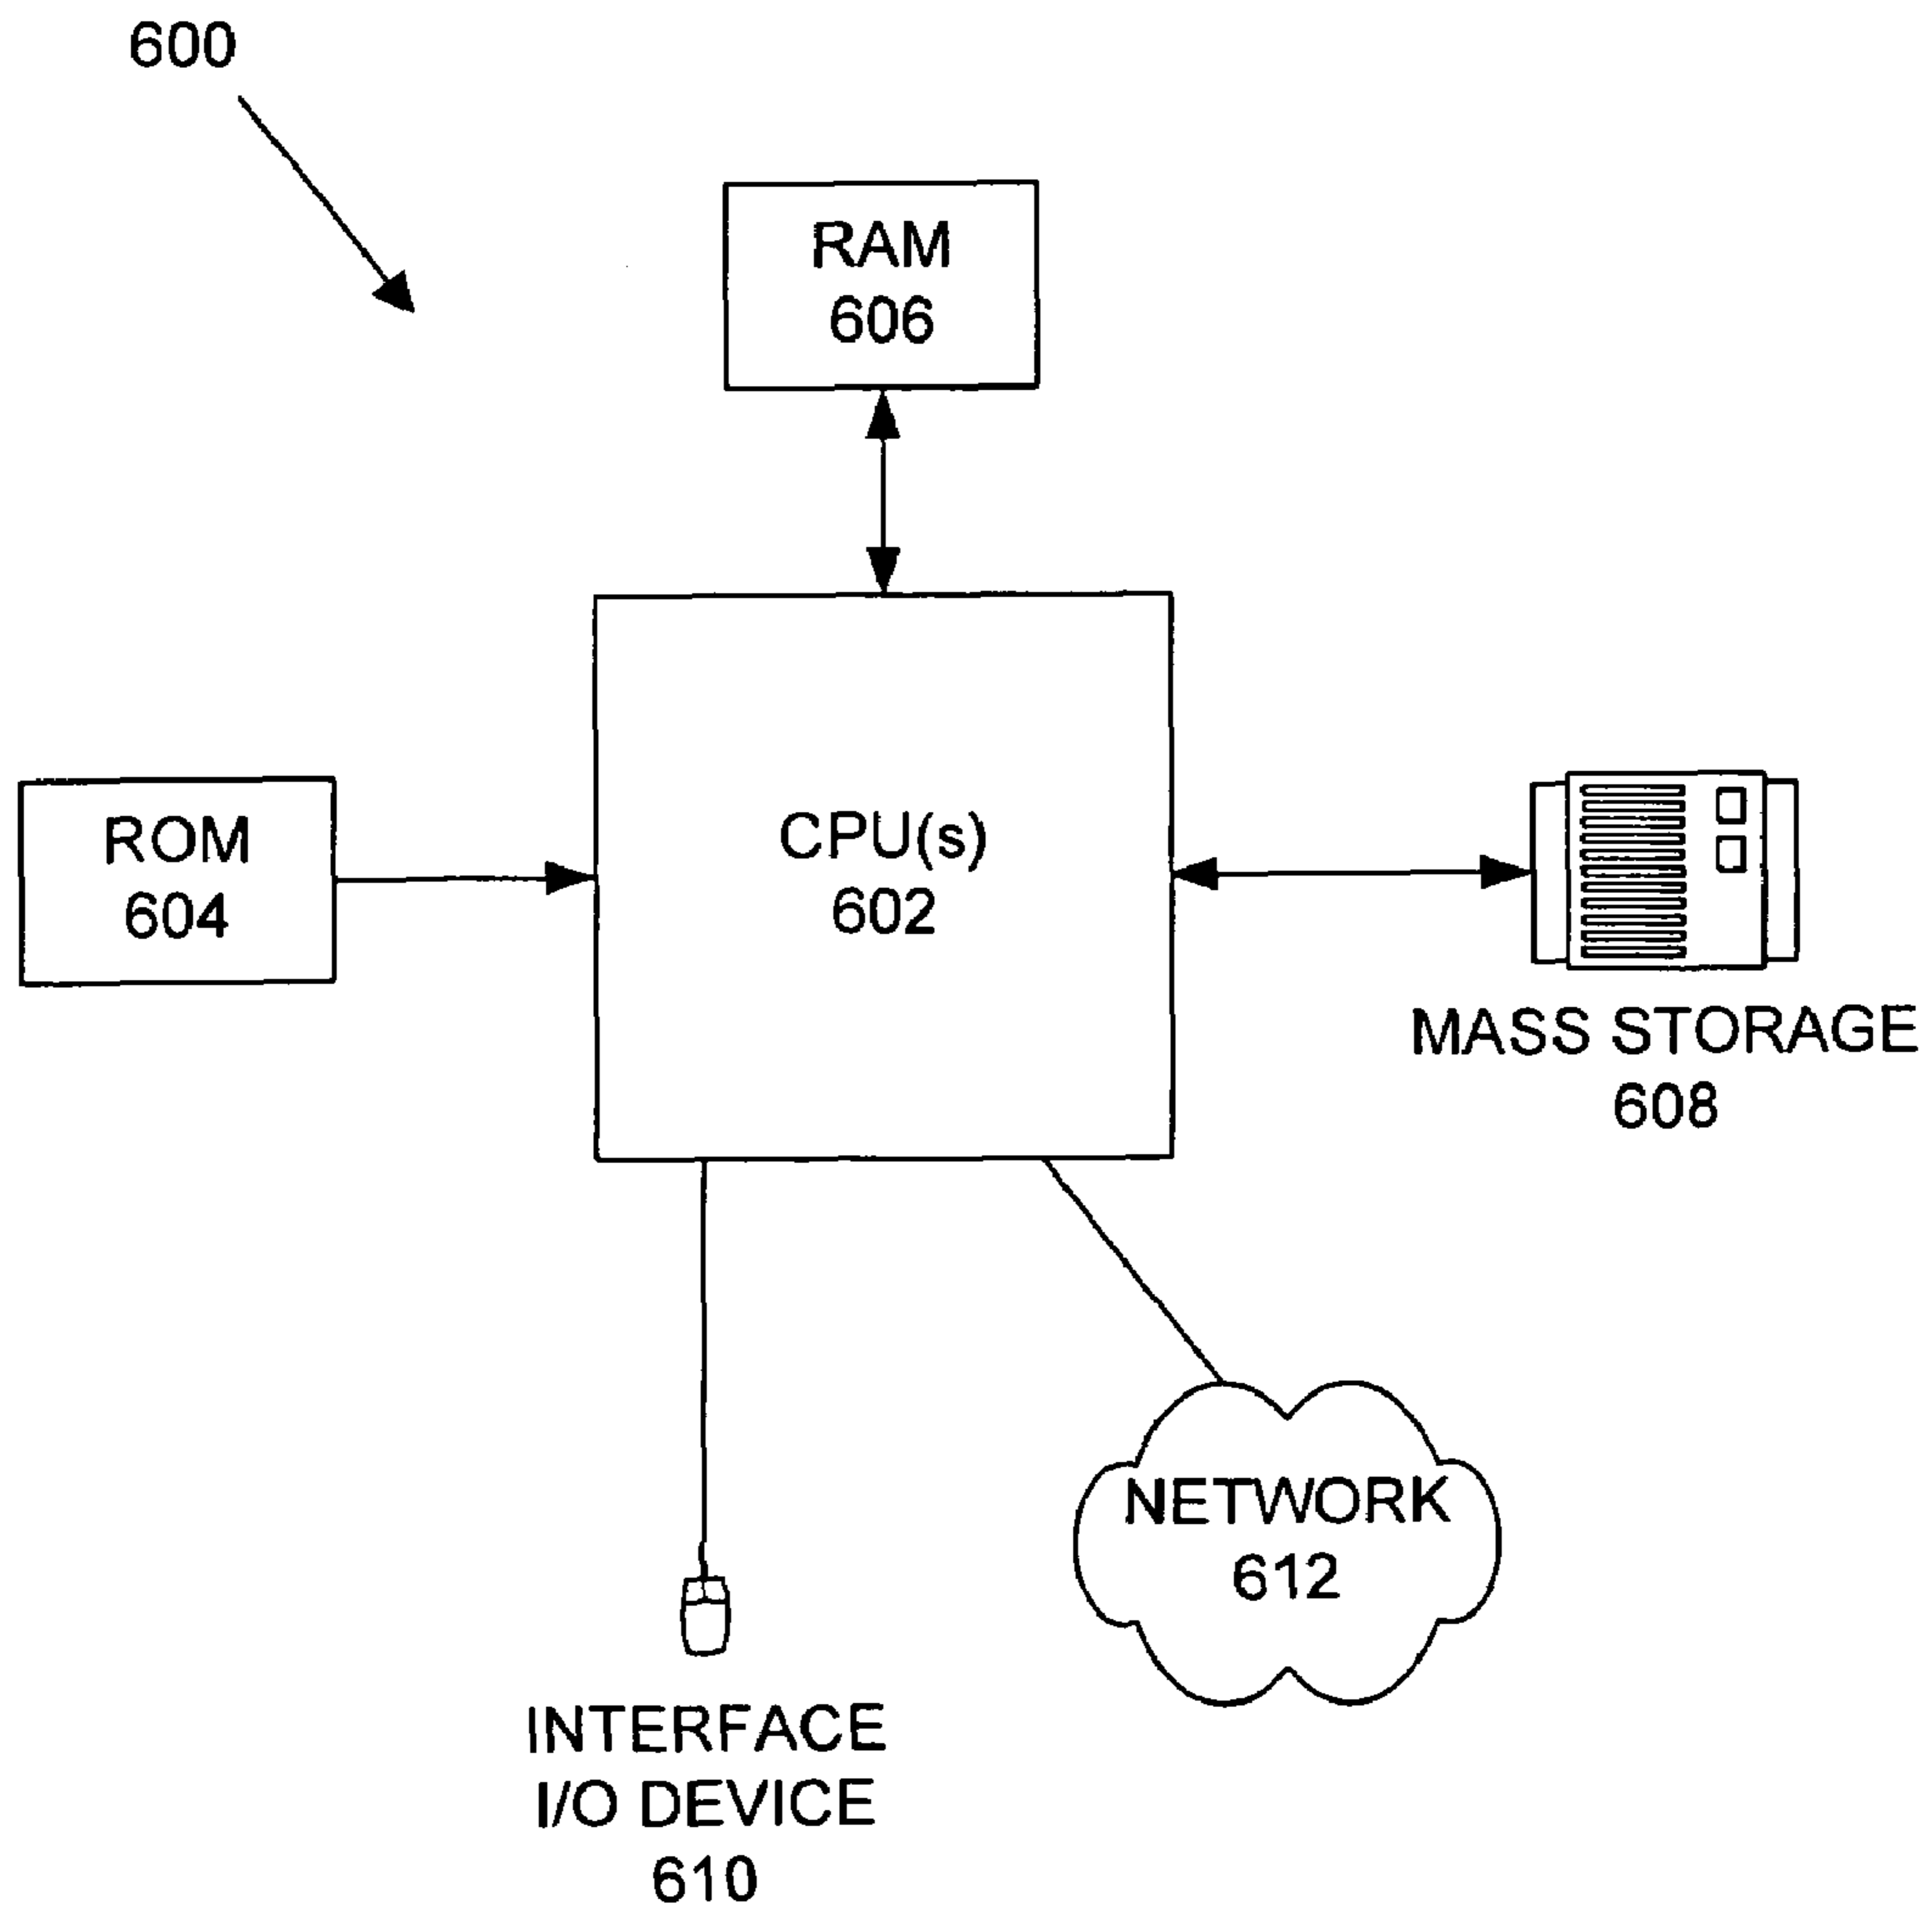 600
RAM
606
ROM
604
CPU(s)
602
MASS STORAGE
608
NETWORK
612
INTERFACE
I/O DEVICE
610